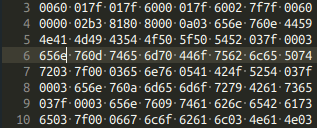 3 0060 017f 017f 6000 017f 6002 7f7f 0060
4 0000 02b3 8180 8000 0a03 656e 760e 4459
5 4e41 4d49 4354 4f50 5f50 5452 037f 0003
6 656e 760d 7465 6d70 446f 7562 6c65 5074
7 7203 7f00 0365 6e76 0541 424f 5254 037f
8 0003 656e 760a 6d65 6d6f 7279 4261 7365
9 037f 0003 656e 7609 7461 626c 6542 6173
10 6503 7f00 0667 6c6f 6261 6c03 4e61 4e03